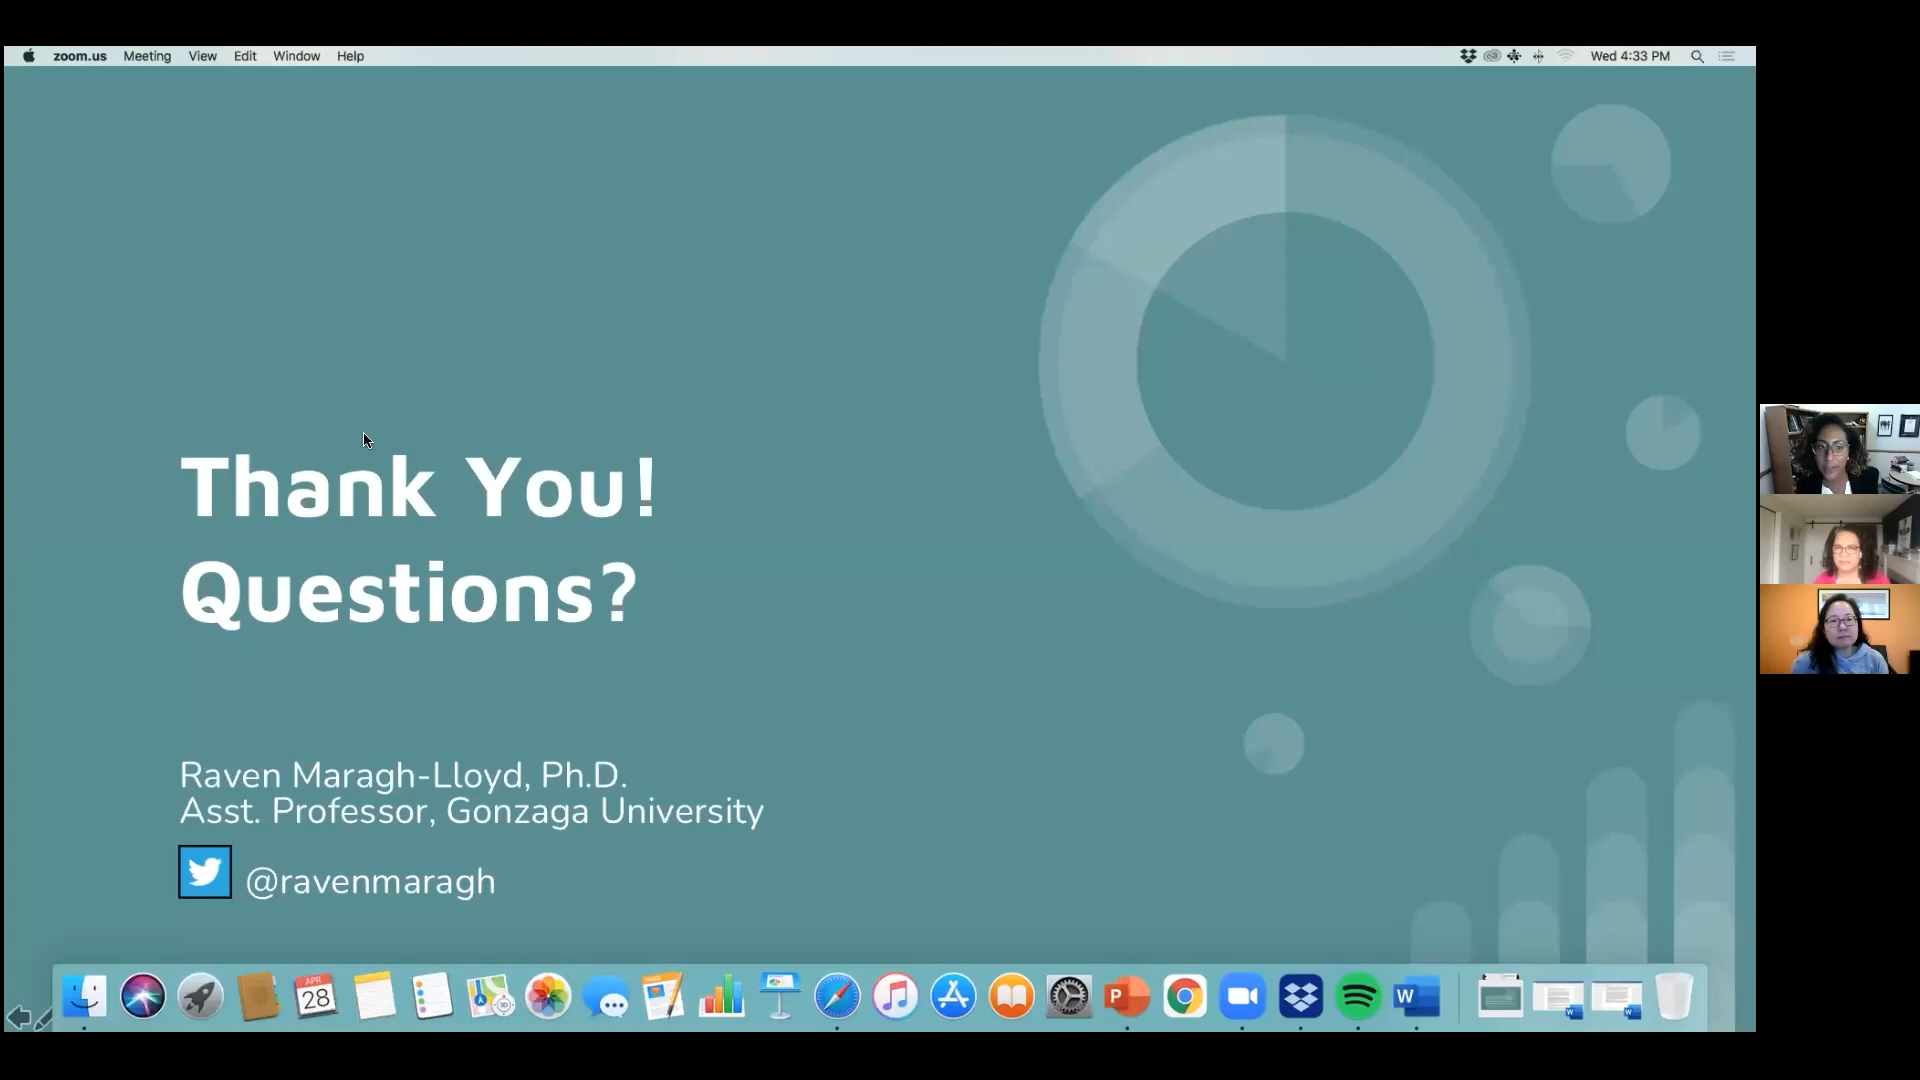 zoom.us Meeting View Edit Window Help
Wed 4:33 PM
Thank You!
Questions?
Raven Maragh-Lloyd, Ph.D.
Asst. Professor, Gonzaga University
@ravenmaragh
APR
28
3D
P
W
W
W